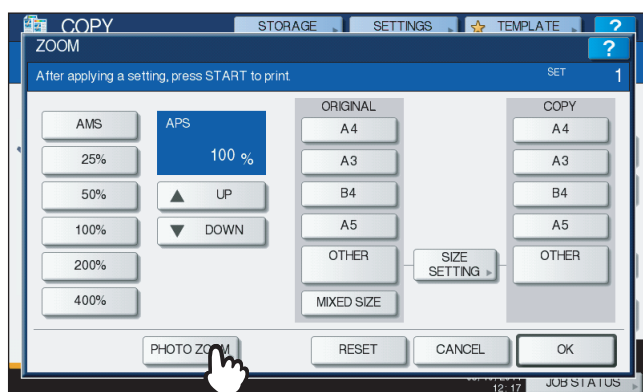 COPY STORAGE SETTINGS TEMPLATE ?
ZOOM ?
After applying a setting, press START to print. SET 1
ORIGINAL COPY
AMS APS A4 A4
25% 100 % A3 A3
50% UP B4 B4
100% DOWN A5 A5
200% OTHER SIZE SETTING OTHER
400% MIXED SIZE
PHOTO ZOOM RESET CANCEL OK
12:17 JOB STATUS